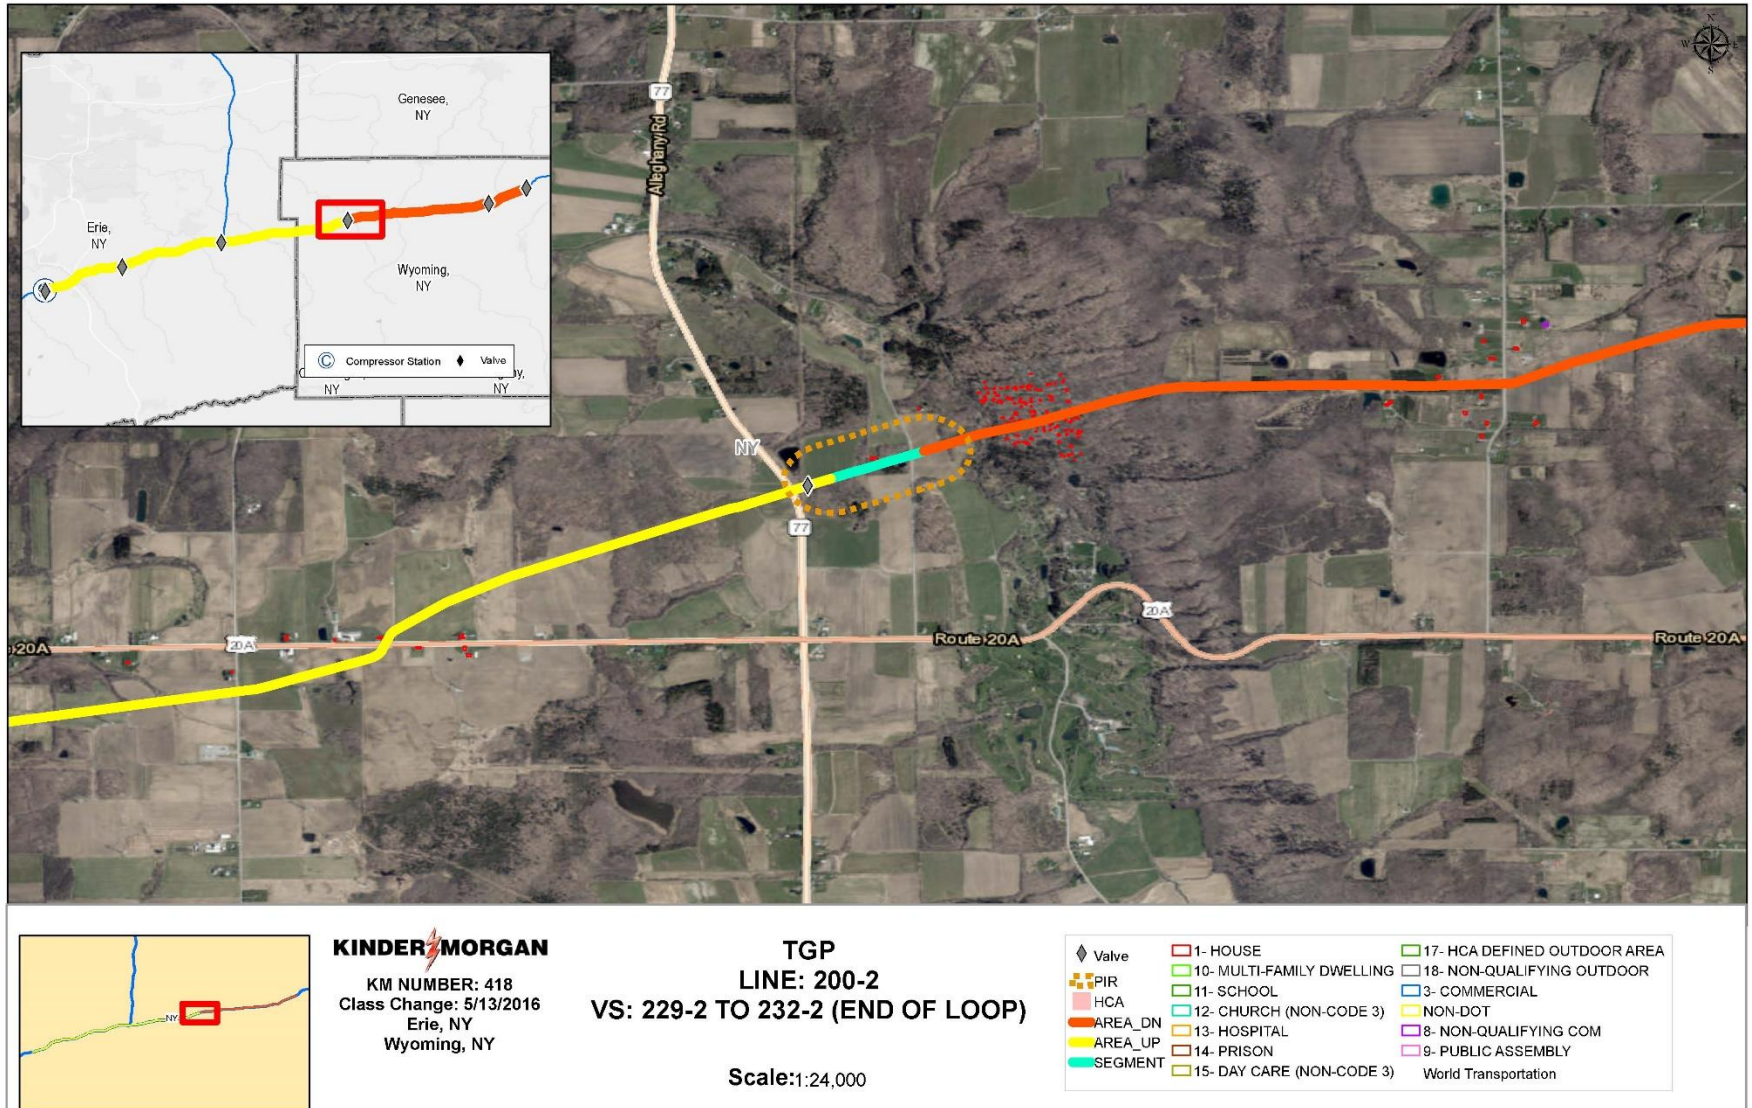 N
W
E
S
Genesee,
NY
Erie,
NY
Wyoming,
NY
C Compressor Station
Valve
NY
NY
77
Alleghany Rd
NY
77
20A
20A
20A
Route 20A
Route 20A
NY
KINDER MORGAN
KM NUMBER: 418
Class Change: 5/13/2016
Erie, NY
Wyoming, NY
TGP
LINE: 200-2
VS: 229-2 TO 232-2 (END OF LOOP)
Scale:1:24,000
Valve
PIR
HCA
AREA_DN
AREA_UP
SEGMENT
1- HOUSE
10- MULTI-FAMILY DWELLING
11- SCHOOL
12- CHURCH (NON-CODE 3)
13- HOSPITAL
14- PRISON
15- DAY CARE (NON-CODE 3)
17- HCA DEFINED OUTDOOR AREA
18- NON-QUALIFYING OUTDOOR
3- COMMERCIAL
NON-DOT
8- NON-QUALIFYING COM
9- PUBLIC ASSEMBLY
World Transportation